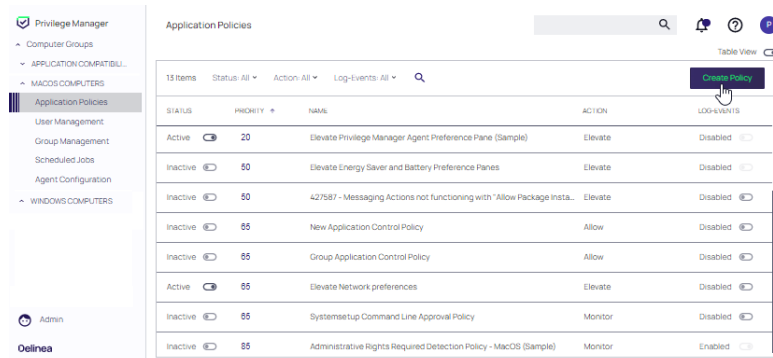 Privilege Manager
Application Policies
P
Computer Groups
Table View
APPLICATION COMPATIBILI...
MACOS COMPUTERS
13 Items Status: All Action: All Log-Events: All
Create Policy
Application Policies
User Management
Group Management
Scheduled Jobs
Agent Configuration
WINDOWS COMPUTERS
Admin
Delinea
STATUS PRIORITY NAME ACTION LOG-EVENTS
Active 20 Elevate Privilege Manager Agent Preference Pane (Sample) Elevate Disabled
Inactive 50 Elevate Energy Saver and Battery Preference Panes Elevate Disabled
Inactive 50 427587 - Messaging Actions not functioning with "Allow Package Insta... Elevate Disabled
Inactive 65 New Application Control Policy Allow Disabled
Inactive 65 Group Application Control Policy Allow Disabled
Active 65 Elevate Network preferences Elevate Disabled
Inactive 65 Systemsetup Command Line Approval Policy Monitor Disabled
Inactive 85 Administrative Rights Required Detection Policy - MacOS (Sample) Monitor Enabled